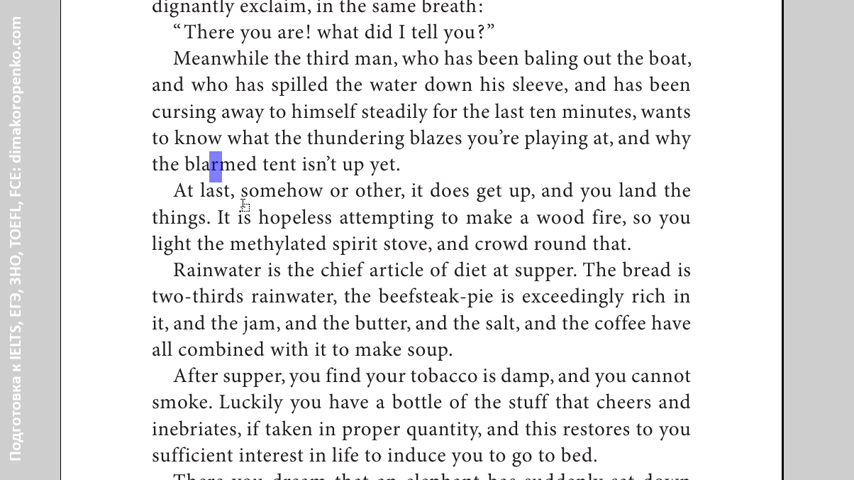 dignantly exclaim, in the same breath:
“There you are! what did I tell you?”
Meanwhile the third man, who has been baling out the boat,
and who has spilled the water down his sleeve, and has been
cursing away to himself steadily for the last ten minutes, wants
to know what the thundering blazes you’re playing at, and why
the blarmed tent isn’t up yet.
At last, somehow or other, it does get up, and you land the
things. It is hopeless attempting to make a wood fire, so you
light the methylated spirit stove, and crowd round that.
Rainwater is the chief article of diet at supper. The bread is
two-thirds rainwater, the beefsteak-pie is exceedingly rich in
it, and the jam, and the butter, and the salt, and the coffee have
all combined with it to make soup.
After supper, you find your tobacco is damp, and you cannot
smoke. Luckily you have a bottle of the stuff that cheers and
inebriates, if taken in proper quantity, and this restores to you
sufficient interest in life to induce you to go to bed.
There you dream that an elephant has suddenly sat down
Подготовка к IELTS, ЕГЭ, ЗНО, TOEFL, FCE: dimakoropenko.com